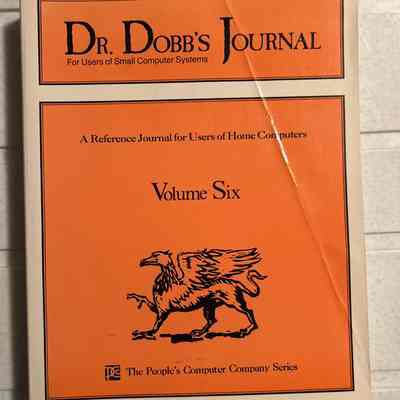 DR. DOBB'S JOURNAL
For Users of Small Computer Systems
A Reference Journal for Users of Home Computers
Volume Six
The People's Computer Company Series